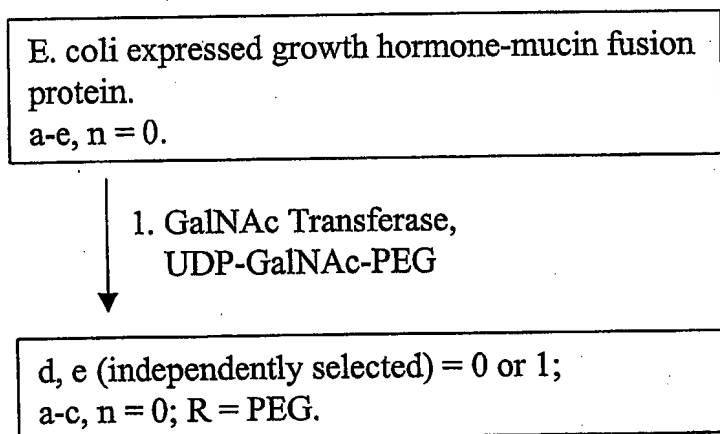 E. coli expressed growth hormone-mucin fusion
protein.
a-e, n = 0.
1. GalNAc Transferase,
UDP-GalNAc-PEG
d, e (independently selected) = 0 or 1;
a-c, n = 0; R = PEG.